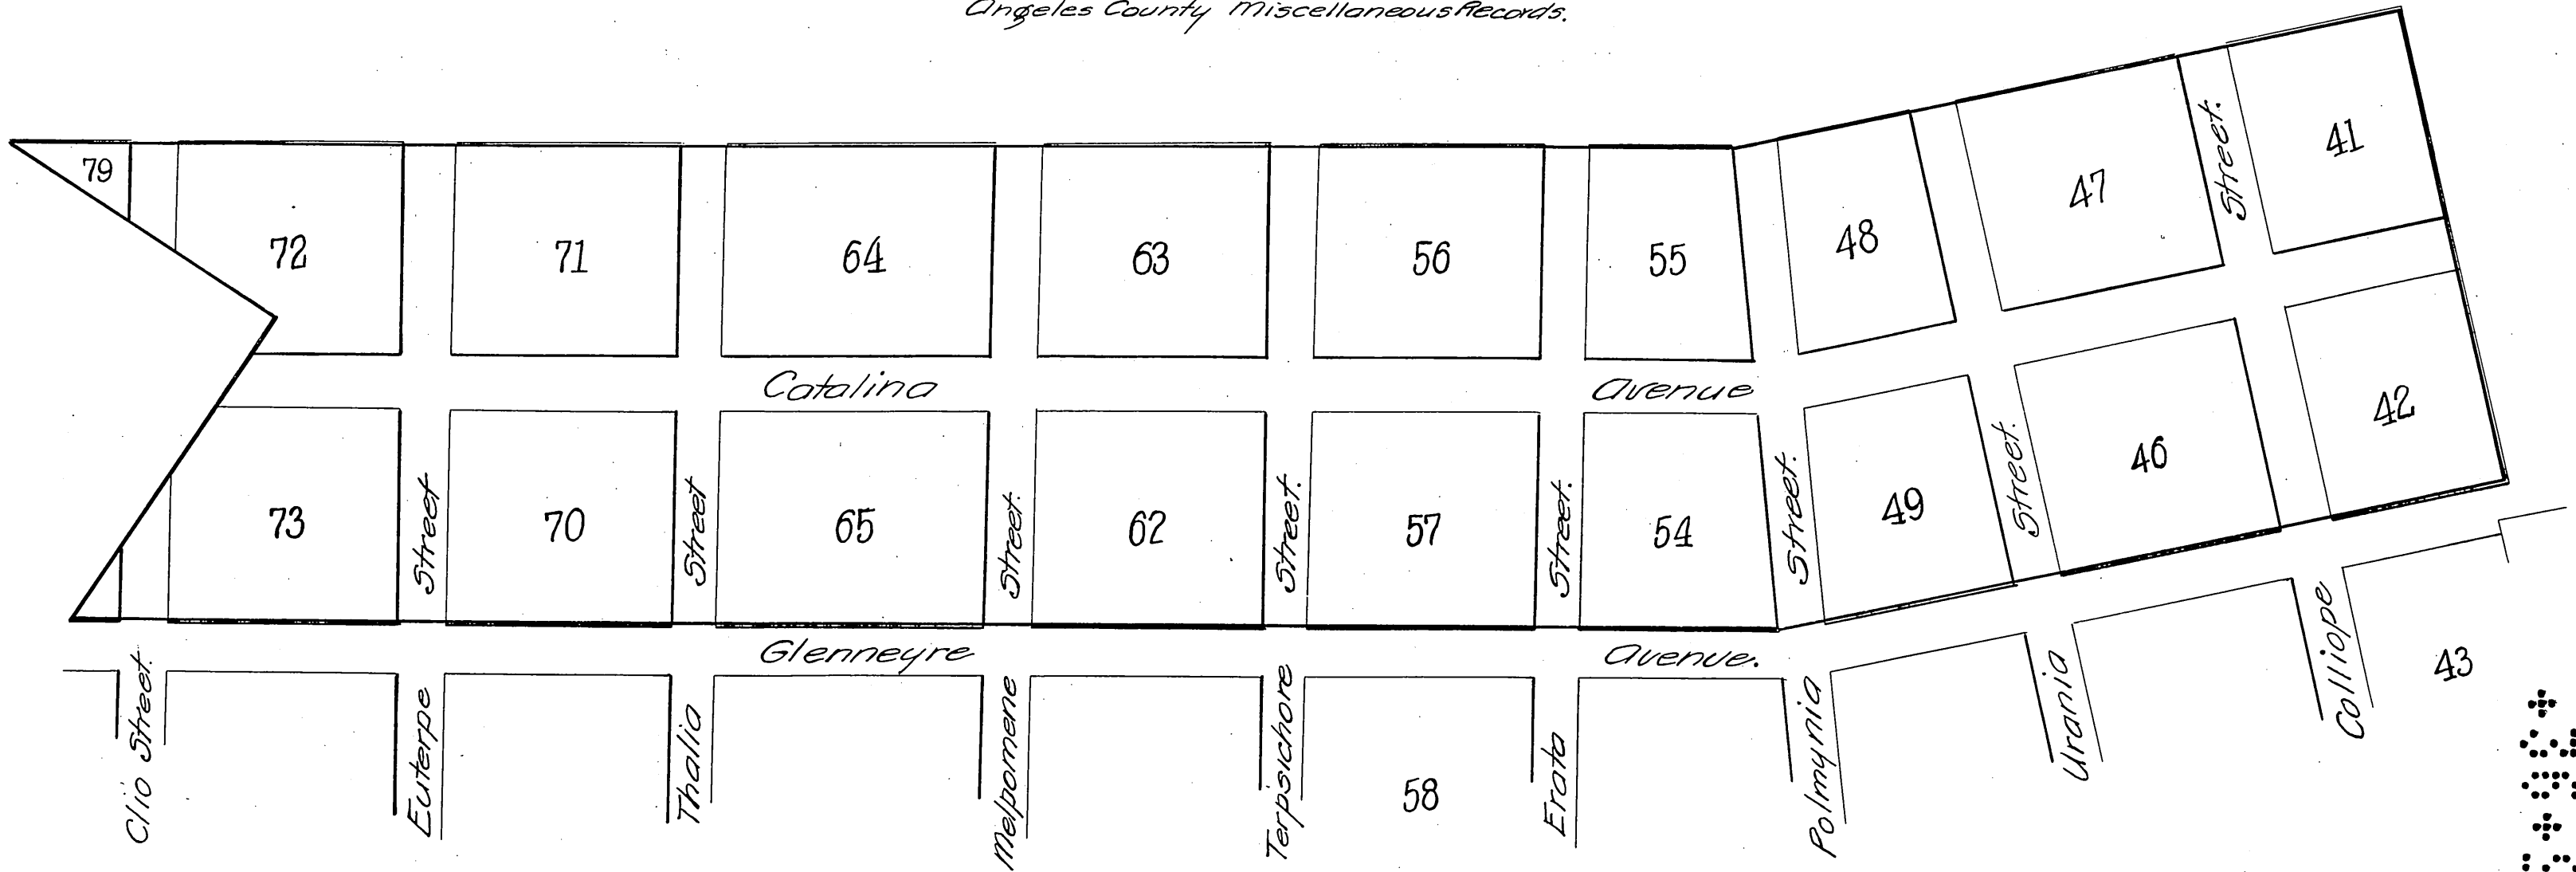 Angeles County Miscellaneous Records.
79
72
71
64
63
56
55
48
47
Street.
41
Catalina Avenue
73
Street
70
Street
65
Street.
62
Street.
57
Street.
54
Street.
49
Street.
46
42
Glenneyre Avenue.
Clio Street.
Euterpe
Thalia
Melpomene
Terpsichore
58
Erato
Polmynia
Urania
Colliope
43